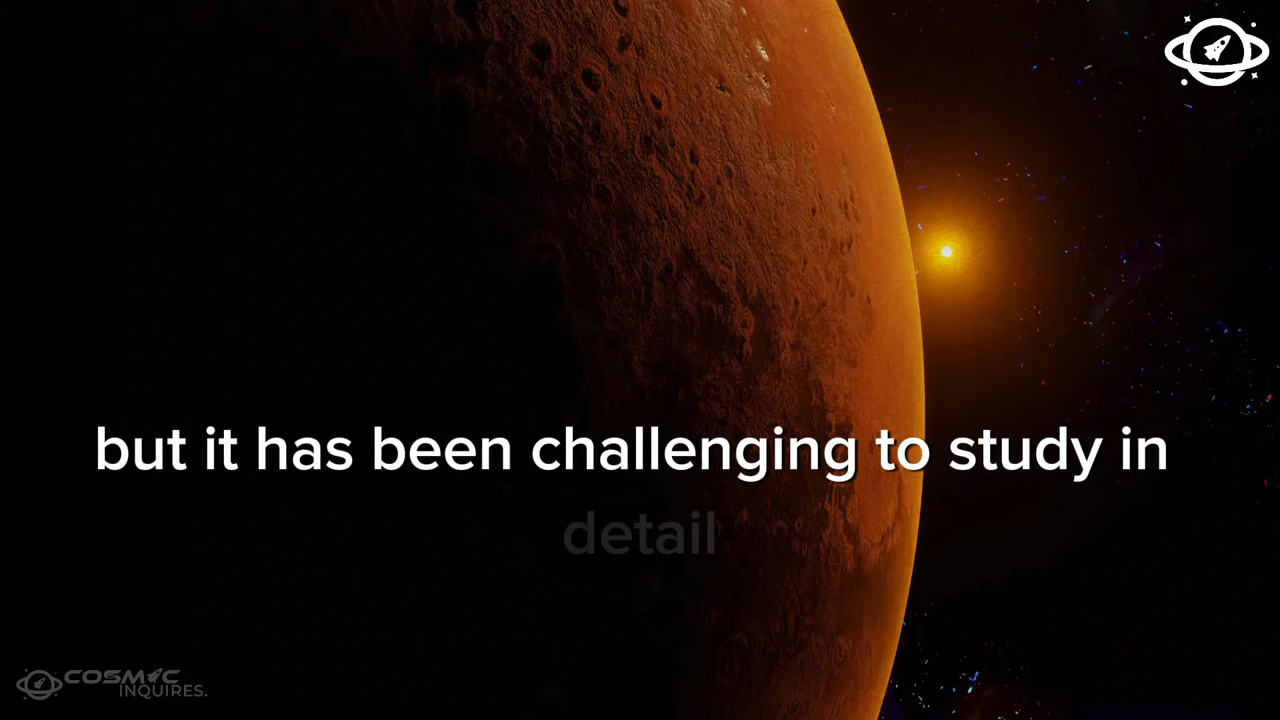 but it has been challenging to study in
detail
COSMIC
INQUIRES.